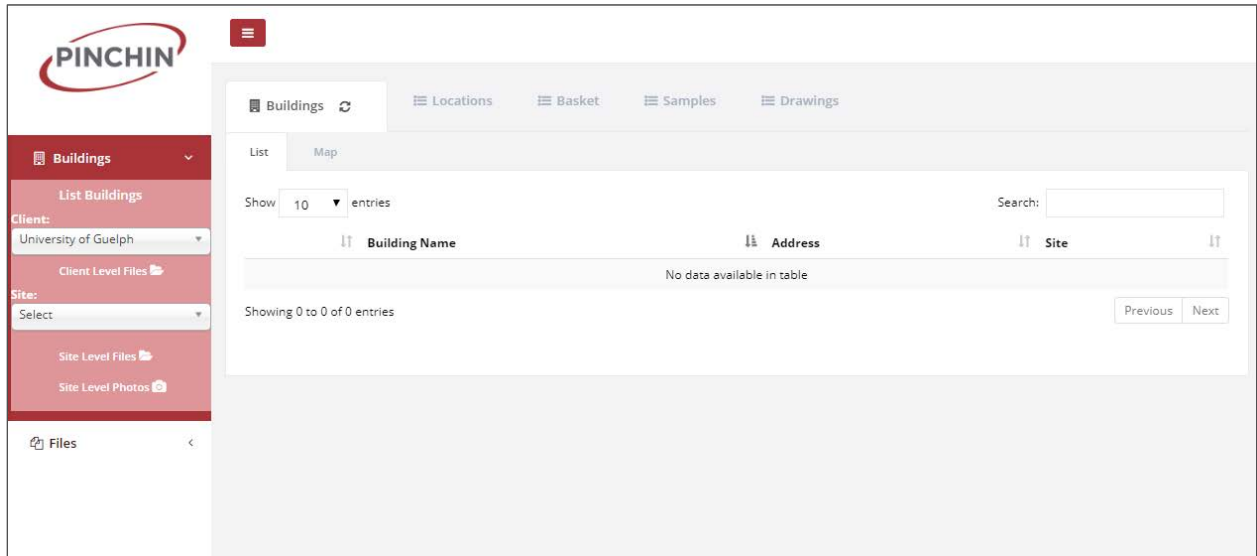 PINCHIN
Buildings
Locations
Basket
Samples
Drawings
Buildings
List
Map
List Buildings
Show 10 entries
Search:
Client:
University of Guelph
Building Name
Address
Site
Client Level Files
No data available in table
Site:
Select
Showing 0 to 0 of 0 entries
Previous
Next
Site Level Files
Site Level Photos
Files